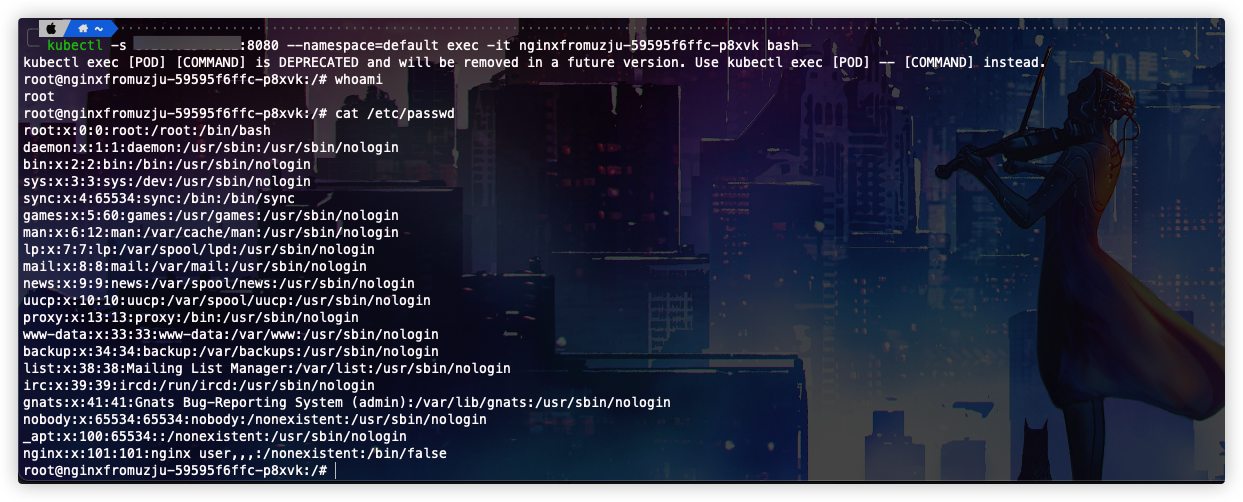 ~
kubectl -s :8080 --namespace=default exec -it nginxfromuzju-59595f6ffc-p8xvk bash
kubectl exec [POD] [COMMAND] is DEPRECATED and will be removed in a future version. Use kubectl exec [POD] -- [COMMAND] instead.
root@nginxfromuzju-59595f6ffc-p8xvk:/# whoami
root
root@nginxfromuzju-59595f6ffc-p8xvk:/# cat /etc/passwd
root:x:0:0:root:/root:/bin/bash
daemon:x:1:1:daemon:/usr/sbin:/usr/sbin/nologin
bin:x:2:2:bin:/bin:/usr/sbin/nologin
sys:x:3:3:sys:/dev:/usr/sbin/nologin
sync:x:4:65534:sync:/bin:/bin/sync
games:x:5:60:games:/usr/games:/usr/sbin/nologin
man:x:6:12:man:/var/cache/man:/usr/sbin/nologin
lp:x:7:7:lp:/var/spool/lpd:/usr/sbin/nologin
mail:x:8:8:mail:/var/mail:/usr/sbin/nologin
news:x:9:9:news:/var/spool/news:/usr/sbin/nologin
uucp:x:10:10:uucp:/var/spool/uucp:/usr/sbin/nologin
proxy:x:13:13:proxy:/bin:/usr/sbin/nologin
www-data:x:33:33:www-data:/var/www:/usr/sbin/nologin
backup:x:34:34:backup:/var/backups:/usr/sbin/nologin
list:x:38:38:Mailing List Manager:/var/list:/usr/sbin/nologin
irc:x:39:39:ircd:/run/ircd:/usr/sbin/nologin
gnats:x:41:41:Gnats Bug-Reporting System (admin):/var/lib/gnats:/usr/sbin/nologin
nobody:x:65534:65534:nobody:/nonexistent:/usr/sbin/nologin
_apt:x:100:65534::/nonexistent:/usr/sbin/nologin
nginx:x:101:101:nginx user,,,:/nonexistent:/bin/false
root@nginxfromuzju-59595f6ffc-p8xvk:/#